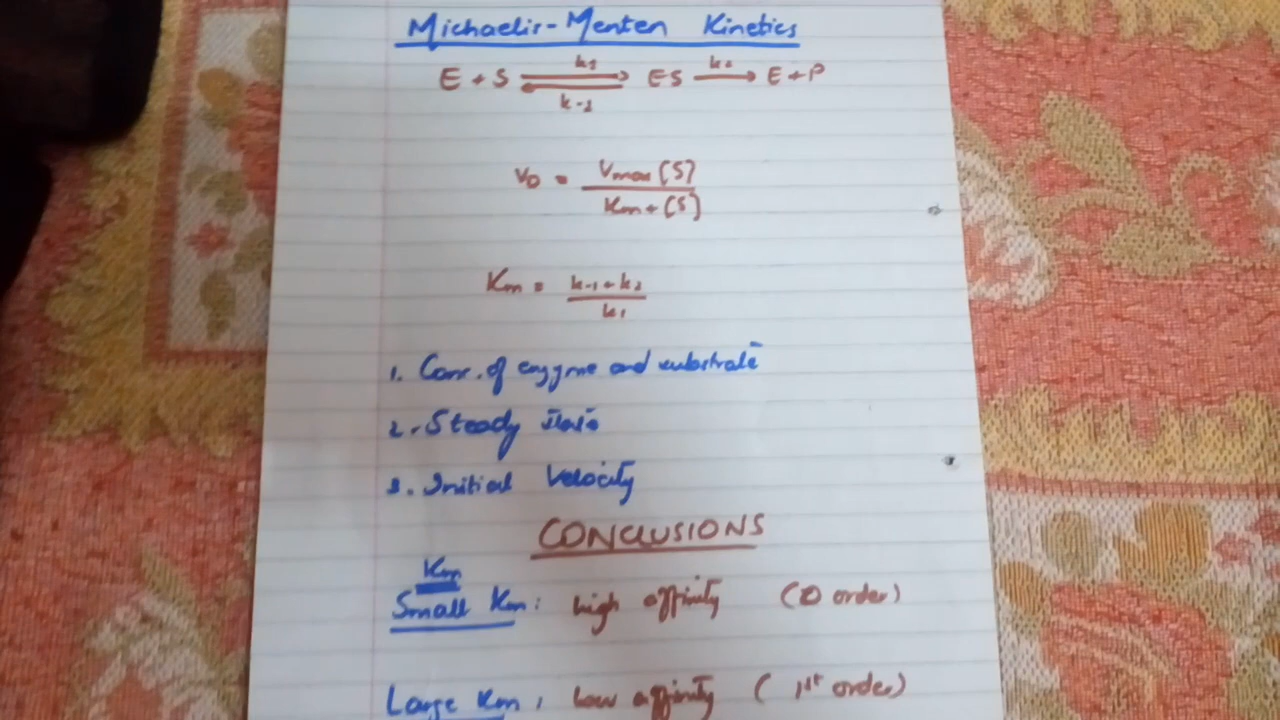 Michaelis-Menten Kinetics
E + S ⇌ ES → E + P
k1 k2
k-1
V0 = Vmax [S]
Km + [S]
Km = k-1 + k2
k1
1. Conc. of enzyme and substrate
2. Steady state
3. Initial Velocity
CONCLUSIONS
Km
Small Km: high affinity (0 order)
Large Km: low affinity (1st order)